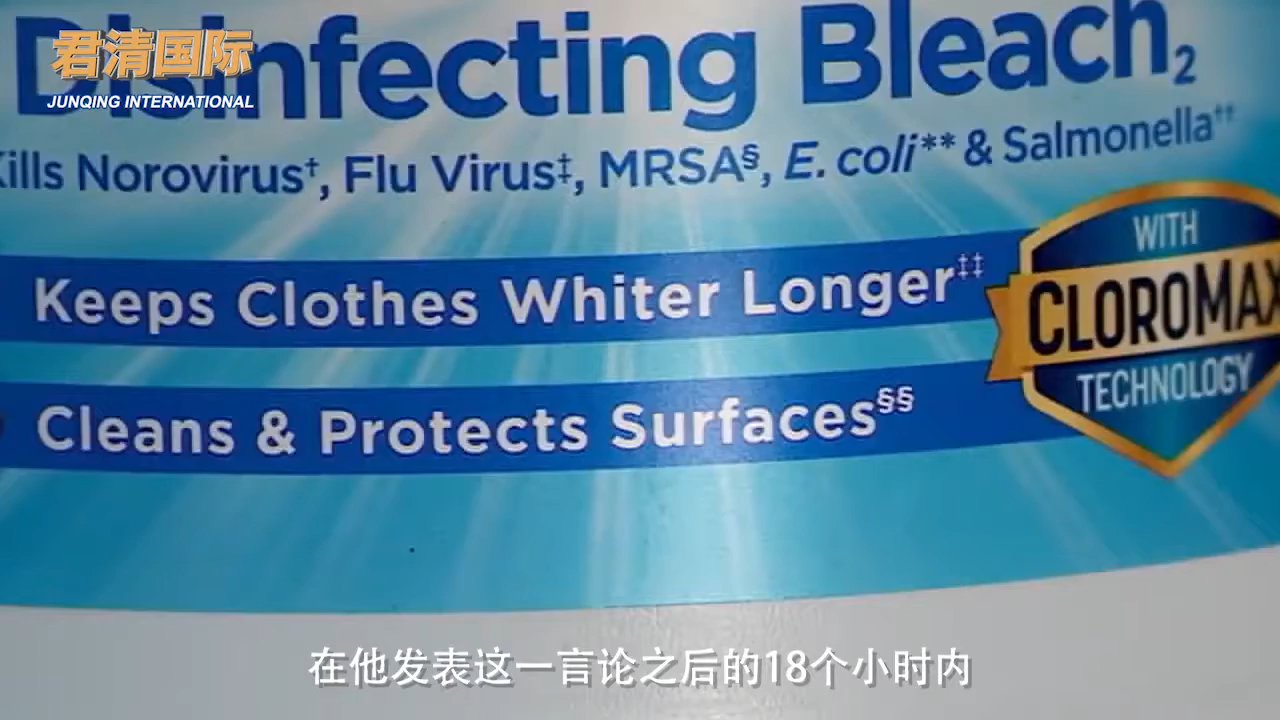 君清国际
JUNQING INTERNATIONAL
Disinfecting Bleach₂
Kills Norovirus†, Flu Virus‡, MRSA§, E. coli** & Salmonella††
WITH
CLOROMAX
TECHNOLOGY
Keeps Clothes Whiter Longer‡‡
Cleans & Protects Surfaces§§
在他发表这一言论之后的18个小时内